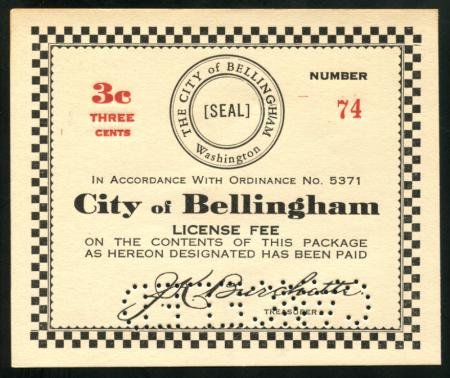 3c
THREE
CENTS
THE CITY of BELLINGHAM
[SEAL]
Washington
NUMBER
74
IN ACCORDANCE WITH ORDINANCE NO. 5371
City of Bellingham
LICENSE FEE
ON THE CONTENTS OF THIS PACKAGE
AS HEREON DESIGNATED HAS BEEN PAID
TREASURER